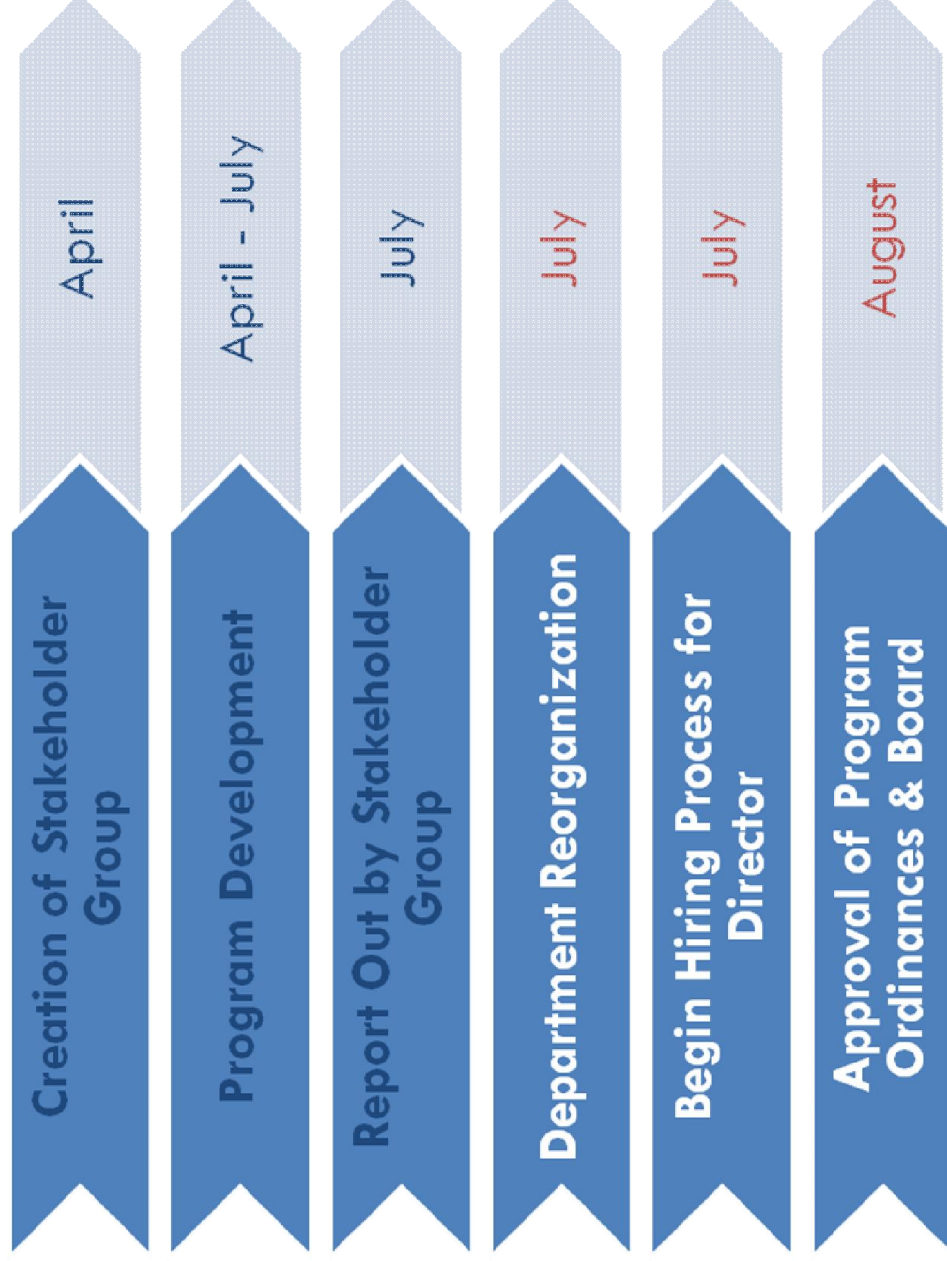 Creation of Stakeholder
Group
April
Program Development
April - July
Report Out by Stakeholder
Group
July
Department Reorganization
July
Begin Hiring Process for
Director
July
Approval of Program
Ordinances & Board
August